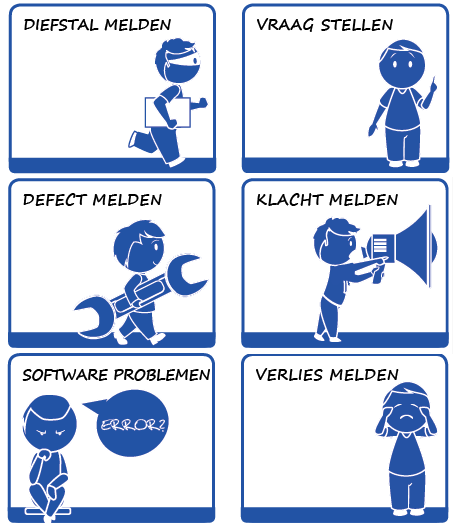 DIEFSTAL MELDEN
VRAAG STELLEN
DEFECT MELDEN
KLACHT MELDEN
SOFTWARE PROBLEMEN
VERLIES MELDEN
ERROR?